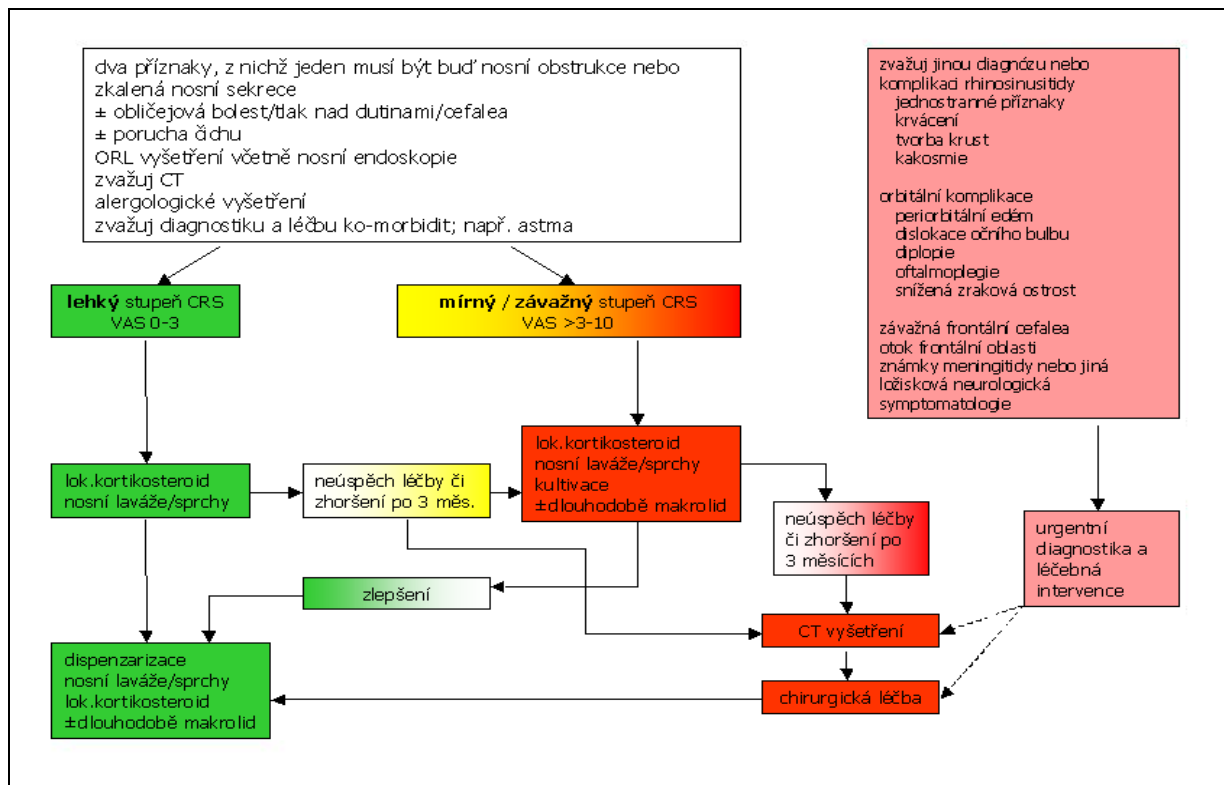 dva příznaky, z nichž jeden musí být buď nosní obstrukce nebo
zkalená nosní sekrece
± obličejová bolest/tlak nad dutinami/cefalea
± porucha čichu
ORL vyšetření včetně nosní endoskopie
zvažuj CT
alergologické vyšetření
zvažuj diagnostiku a léčbu ko-morbidit; např. astma
zvažuj jinou diagnózu nebo
komplikaci rhinosinusitidy
jednostranné příznaky
krvácení
tvorba krust
kakosmie
orbitální komplikace
periorbitální edém
dislokace očního bulbu
diplopie
oftalmoplegie
snížená zraková ostrost
závažná frontální cefalea
otok frontální oblasti
známky meningitidy nebo jiná
ložisková neurologická
symptomatologie
lehký stupeň CRS
VAS 0-3
mírný / závažný stupeň CRS
VAS >3-10
lok.kortikosteroid
nosní laváže/sprchy
neúspěch léčby či
zhoršení po 3 měs.
lok.kortikosteroid
nosní laváže/sprchy
kultivace
±dlouhodobě makrolid
neúspěch léčby
či zhoršení po
3 měsících
urgentní
diagnostika a
léčebná
intervence
zlepšení
CT vyšetření
dispenzarizace
nosní laváže/sprchy
lok.kortikosteroid
±dlouhodobě makrolid
chirurgická léčba